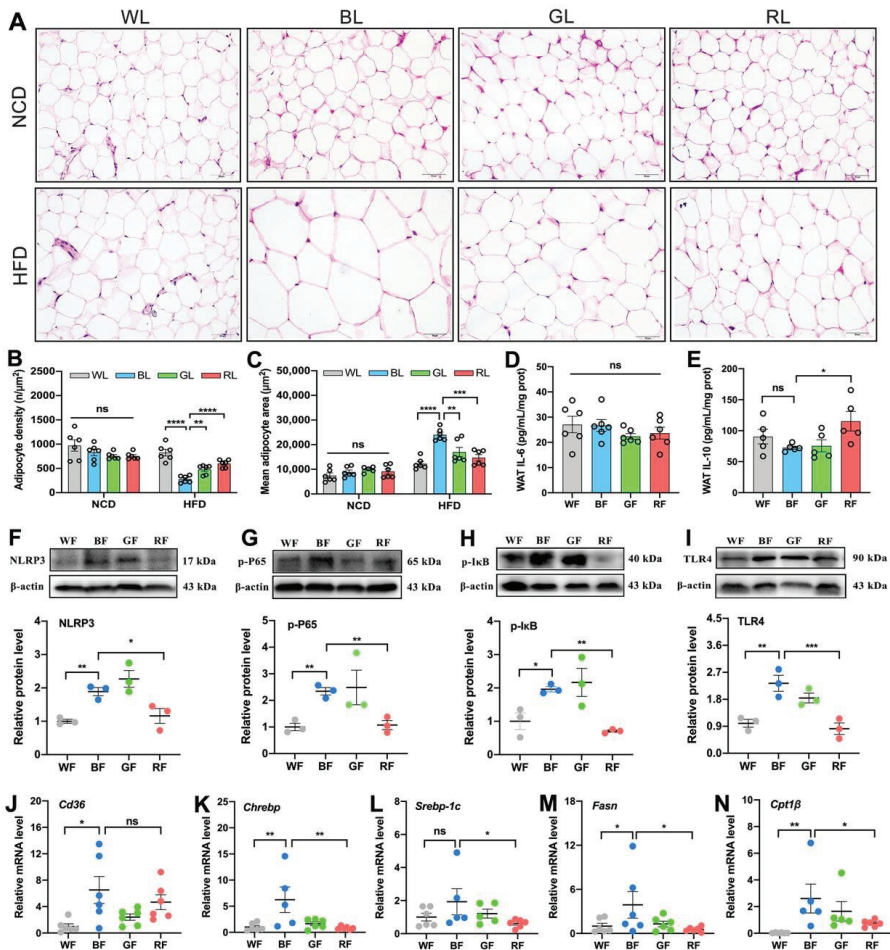 A
WL BL GL RL
NCD
HFD
B
WL BL GL RL
Adipocyte density (n/μm²)
2500
2000
1500
1000
500
0
ns
**** ** ****
NCD HFD
C
WL BL GL RL
Mean adipocyte area (μm²)
50,000
40,000
30,000
20,000
10,000
0
ns
**** ** ***
NCD HFD
D
WAT IL-6 (pg/mL/mg prot)
50
40
30
20
10
0
ns
WF BF GF RF
E
WAT IL-10 (pg/mL/mg prot)
200
150
100
50
0
ns *
WF BF GF RF
F
WF BF GF RF
NLRP3 17 kDa
β-actin 43 kDa
NLRP3
Relative protein level
4
3
2
1
0
** *
WF BF GF RF
G
WF BF GF RF
p-P65 65 kDa
β-actin 43 kDa
p-P65
Relative protein level
5
4
3
2
1
0
** **
WF BF GF RF
H
WF BF GF RF
p-IκB 40 kDa
β-actin 43 kDa
p-IκB
Relative protein level
4
3
2
1
0
* **
WF BF GF RF
I
WF BF GF RF
TLR4 90 kDa
β-actin 43 kDa
TLR4
Relative protein level
4.5
3.6
2.7
1.8
0.9
0.0
** ***
WF BF GF RF
J
Cd36
Relative mRNA level
20
16
12
8
4
0
* ns
WF BF GF RF
K
Chrebp
Relative mRNA level
25
20
15
10
5
0
** **
WF BF GF RF
L
Srebp-1c
Relative mRNA level
10
8
6
4
2
0
ns *
WF BF GF RF
M
Fasn
Relative mRNA level
18
14
9
5
0
* *
WF BF GF RF
N
Cpt1β
Relative mRNA level
12
10
8
6
4
2
0
** *
WF BF GF RF